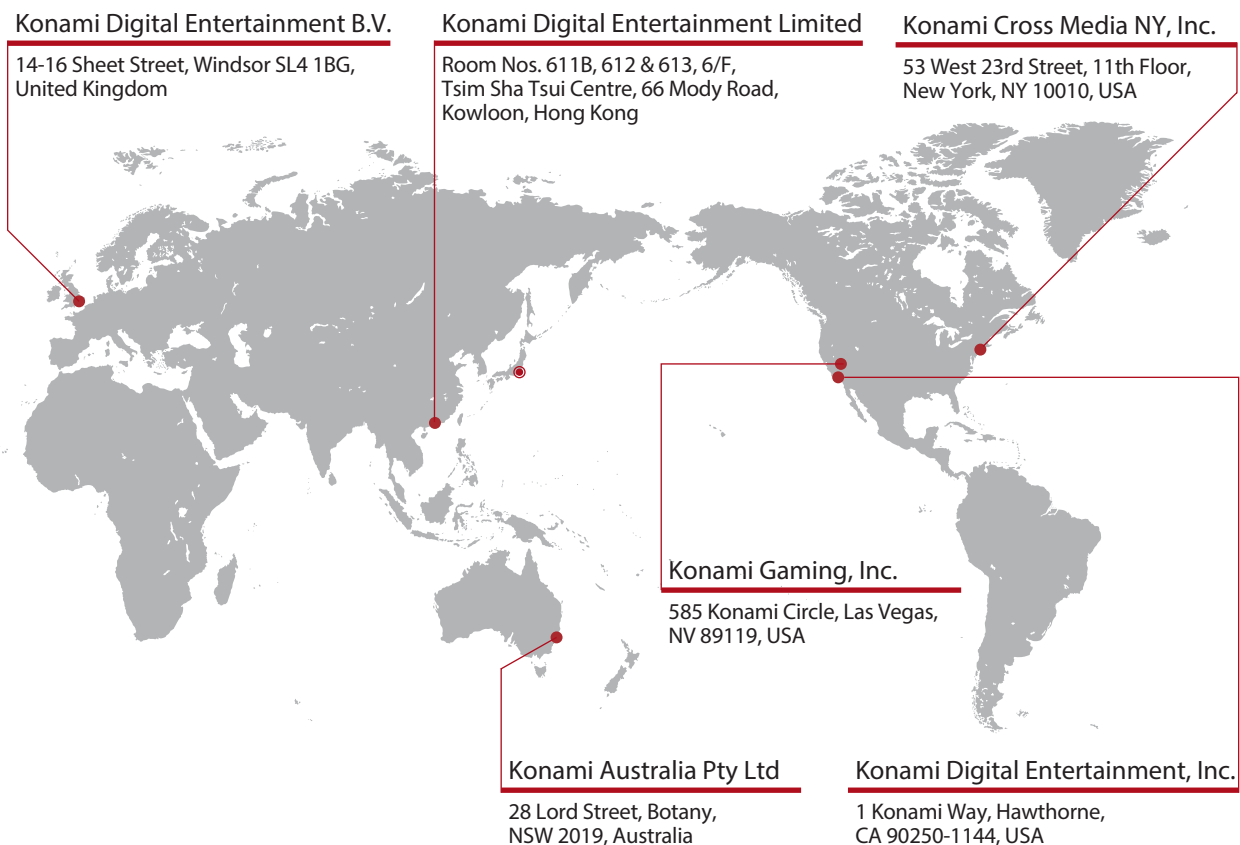 Konami Digital Entertainment B.V.
14-16 Sheet Street, Windsor SL4 1BG,
United Kingdom
Konami Digital Entertainment Limited
Room Nos. 611B, 612 & 613, 6/F,
Tsim Sha Tsui Centre, 66 Mody Road,
Kowloon, Hong Kong
Konami Cross Media NY, Inc.
53 West 23rd Street, 11th Floor,
New York, NY 10010, USA
Konami Gaming, Inc.
585 Konami Circle, Las Vegas,
NV 89119, USA
Konami Australia Pty Ltd
28 Lord Street, Botany,
NSW 2019, Australia
Konami Digital Entertainment, Inc.
1 Konami Way, Hawthorne,
CA 90250-1144, USA